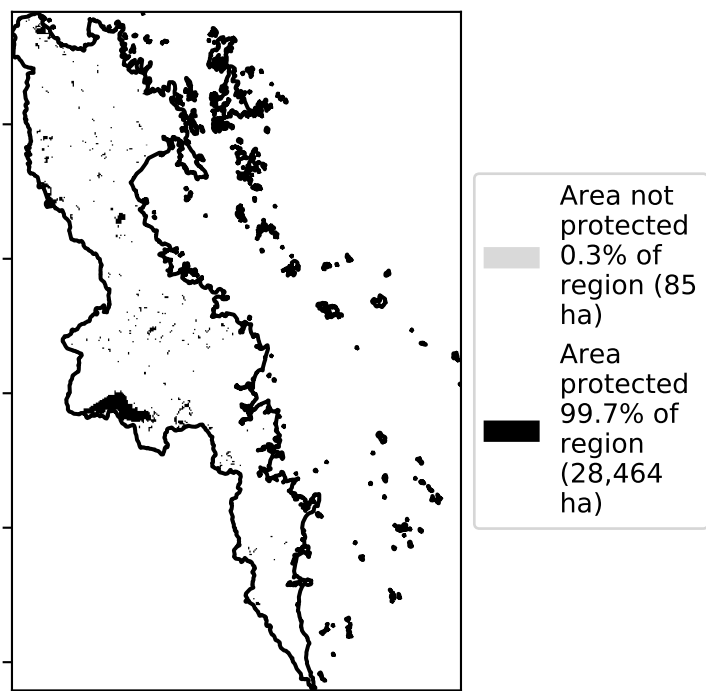 Area not
protected
0.3% of
region (85
ha)
Area
protected
99.7% of
region
(28,464
ha)